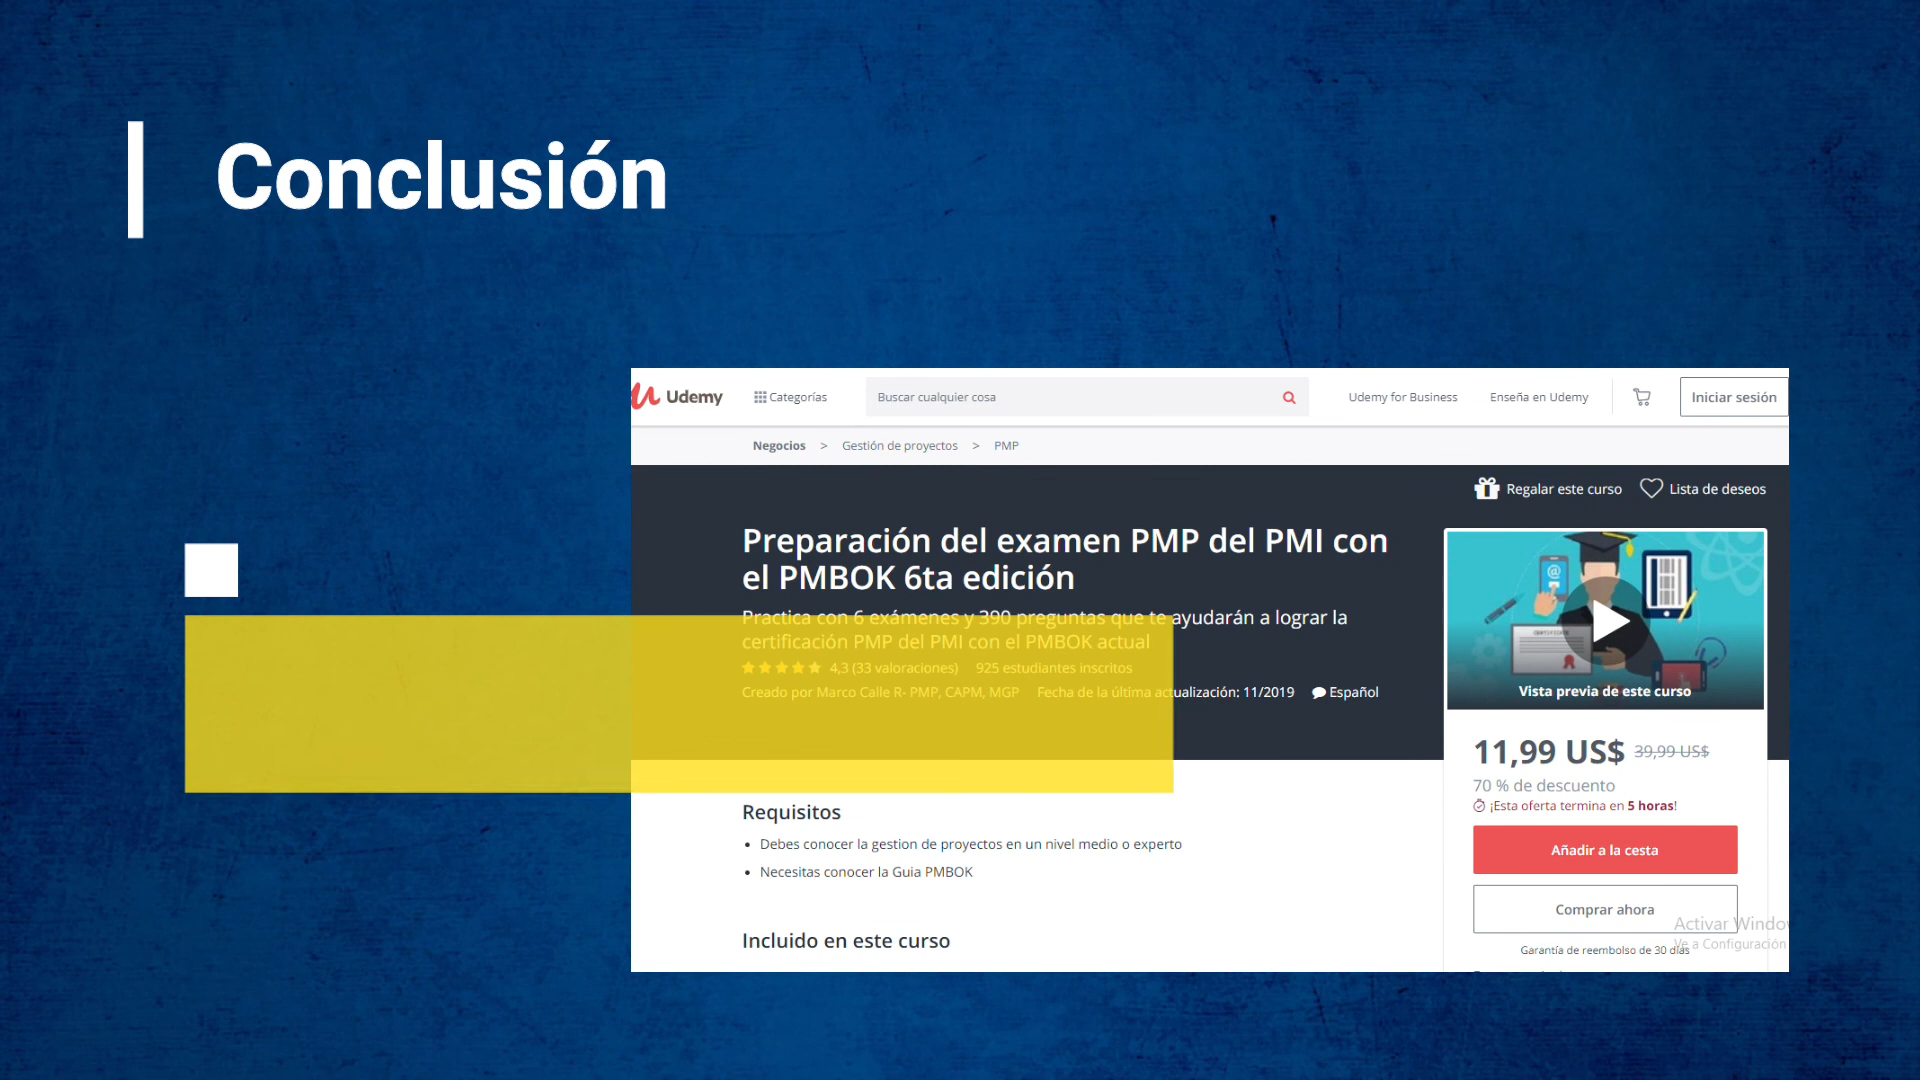 Conclusión
Udemy Categorías Buscar cualquier cosa Udemy for Business Enseña en Udemy Iniciar sesión
Negocios > Gestión de proyectos > PMP
Regalar este curso Lista de deseos
Preparación del examen PMP del PMI con
el PMBOK 6ta edición
Practica con 6 exámenes y 390 preguntas que te ayudarán a lograr la
certificación PMP del PMI con el PMBOK actual
4,3 (33 valoraciones) 925 estudiantes inscritos
Creado por Marco Calle R- PMP, CAPM, MGP Fecha de la última actualización: 11/2019 Español
@
CERTIFICATE
Vista previa de este curso
11,99 US$ 39,99 US$
70 % de descuento
¡Esta oferta termina en 5 horas!
Añadir a la cesta
Comprar ahora
Garantía de reembolso de 30 días
Requisitos
• Debes conocer la gestion de proyectos en un nivel medio o experto
• Necesitas conocer la Guia PMBOK
Incluido en este curso
Activar Windo
Ve a Configuración